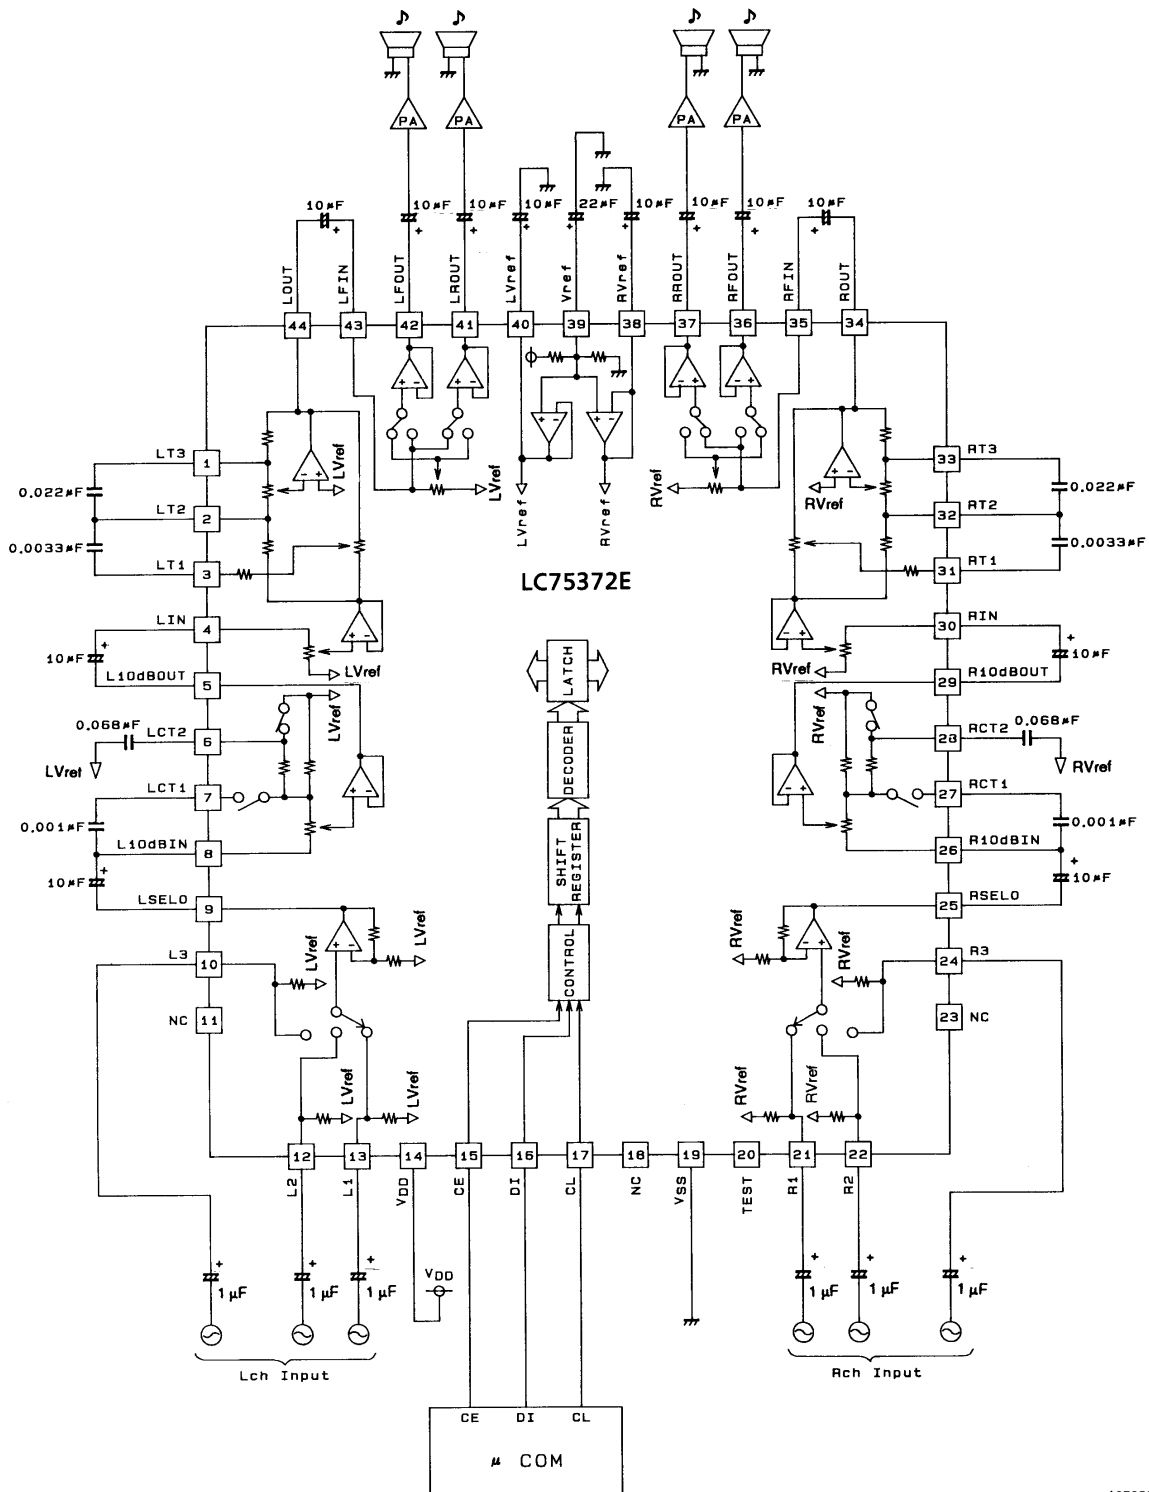 ♪ ♪ ♪ ♪
PA PA PA PA
10μF 10μF 10μF 10μF 22μF 10μF 10μF 10μF 10μF
LOUT LFIN LFOUT LROUT LVref Vref RVref RROUT RFOUT RFIN ROUT
44 43 42 41 40 39 38 37 36 35 34
+ - + - + - + - - + - +
LVref RVref
LVref LVref RVref RVref
LT3 1 33 RT3
0.022μF 0.022μF
LT2 2 32 RT2
0.0033μF 0.0033μF
LT1 3 31 RT1
LC75372E
LIN 4 30 RIN
10μF LVref RVref 10μF
L10dBOUT 5 29 R10dBOUT
LVref RVref
0.068μF 0.068μF
LCT2 6 28 RCT2
LVref RVref
LCT1 7 27 RCT1
0.001μF 0.001μF
L10dBIN 8 26 R10dBIN
10μF 10μF
LATCH
DECODER
SHIFT
REGISTER
CONTROL
LSELO 9 25 RSELO
LVref LVref RVref RVref
L3 10 24 R3
NC 11 23 NC
LVref LVref RVref RVref
12 13 14 15 16 17 18 19 20 21 22
L2 L1 VDD CE DI CL NC VSS TEST R1 R2
VDD
1 μF 1 μF 1 μF 1 μF 1 μF 1 μF
Lch Input Rch Input
CE DI CL
μ COM